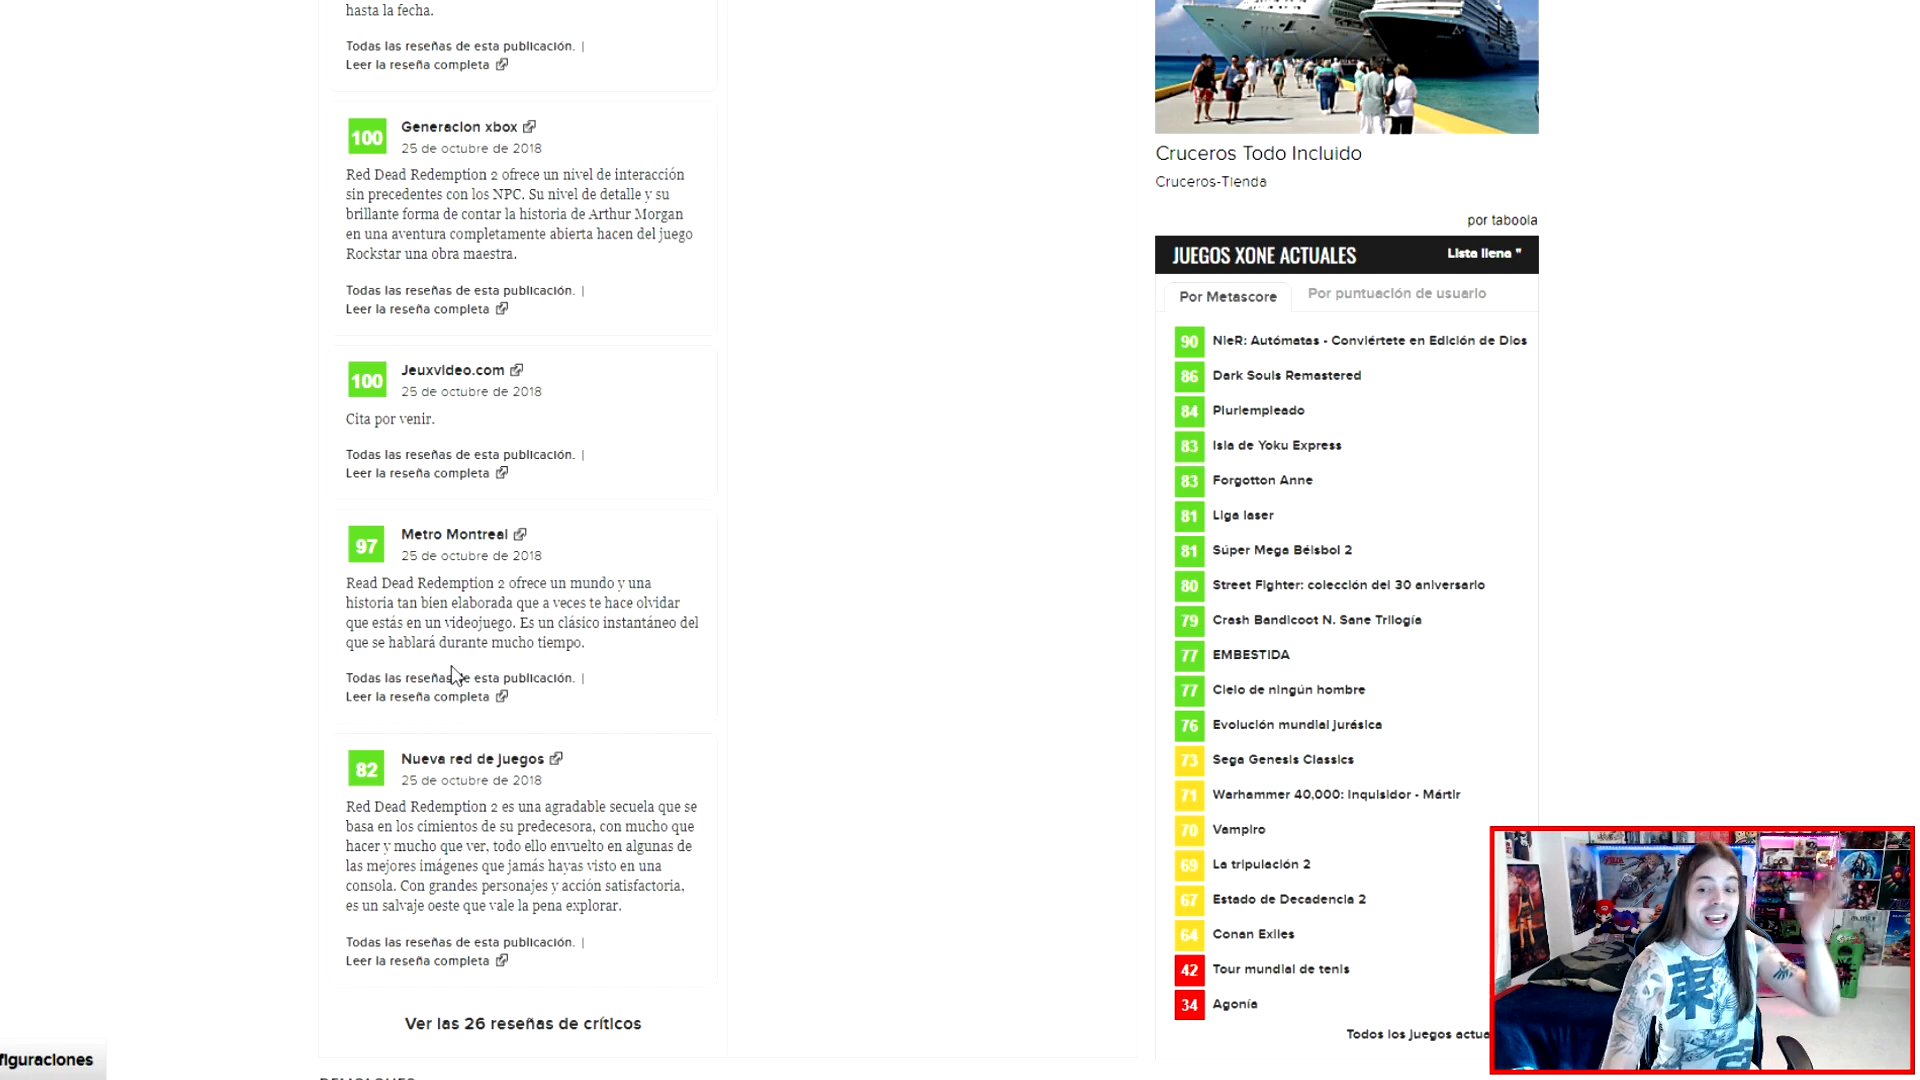 hasta la fecha.
Todas las reseñas de esta publicación. |
Leer la reseña completa
100
Generacion xbox
25 de octubre de 2018
Red Dead Redemption 2 ofrece un nivel de interacción
sin precedentes con los NPC. Su nivel de detalle y su
brillante forma de contar la historia de Arthur Morgan
en una aventura completamente abierta hacen del juego
Rockstar una obra maestra.
Todas las reseñas de esta publicación. |
Leer la reseña completa
100
Jeuxvideo.com
25 de octubre de 2018
Cita por venir.
Todas las reseñas de esta publicación. |
Leer la reseña completa
97
Metro Montreal
25 de octubre de 2018
Read Dead Redemption 2 ofrece un mundo y una
historia tan bien elaborada que a veces te hace olvidar
que estás en un videojuego. Es un clásico instantáneo del
que se hablará durante mucho tiempo.
Todas las reseñas de esta publicación. |
Leer la reseña completa
82
Nueva red de juegos
25 de octubre de 2018
Red Dead Redemption 2 es una agradable secuela que se
basa en los cimientos de su predecesora, con mucho que
hacer y mucho que ver, todo ello envuelto en algunas de
las mejores imágenes que jamás hayas visto en una
consola. Con grandes personajes y acción satisfactoria,
es un salvaje oeste que vale la pena explorar.
Todas las reseñas de esta publicación. |
Leer la reseña completa
Ver las 26 reseñas de críticos
figuraciones
Cruceros Todo Incluido
Cruceros-Tienda
por taboola
JUEGOS XONE ACTUALES
Lista llena "
Por Metascore
Por puntuación de usuario
90 NieR: Autómatas - Conviértete en Edición de Dios
86 Dark Souls Remastered
84 Pluriempleado
83 Isla de Yoku Express
83 Forgotton Anne
81 Liga laser
81 Súper Mega Béisbol 2
80 Street Fighter: colección del 30 aniversario
79 Crash Bandicoot N. Sane Trilogía
77 EMBESTIDA
77 Cielo de ningún hombre
76 Evolución mundial jurásica
73 Sega Genesis Classics
71 Warhammer 40,000: Inquisidor - Mártir
70 Vampiro
69 La tripulación 2
67 Estado de Decadencia 2
64 Conan Exiles
42 Tour mundial de tenis
34 Agonía
Todos los juegos actua
東